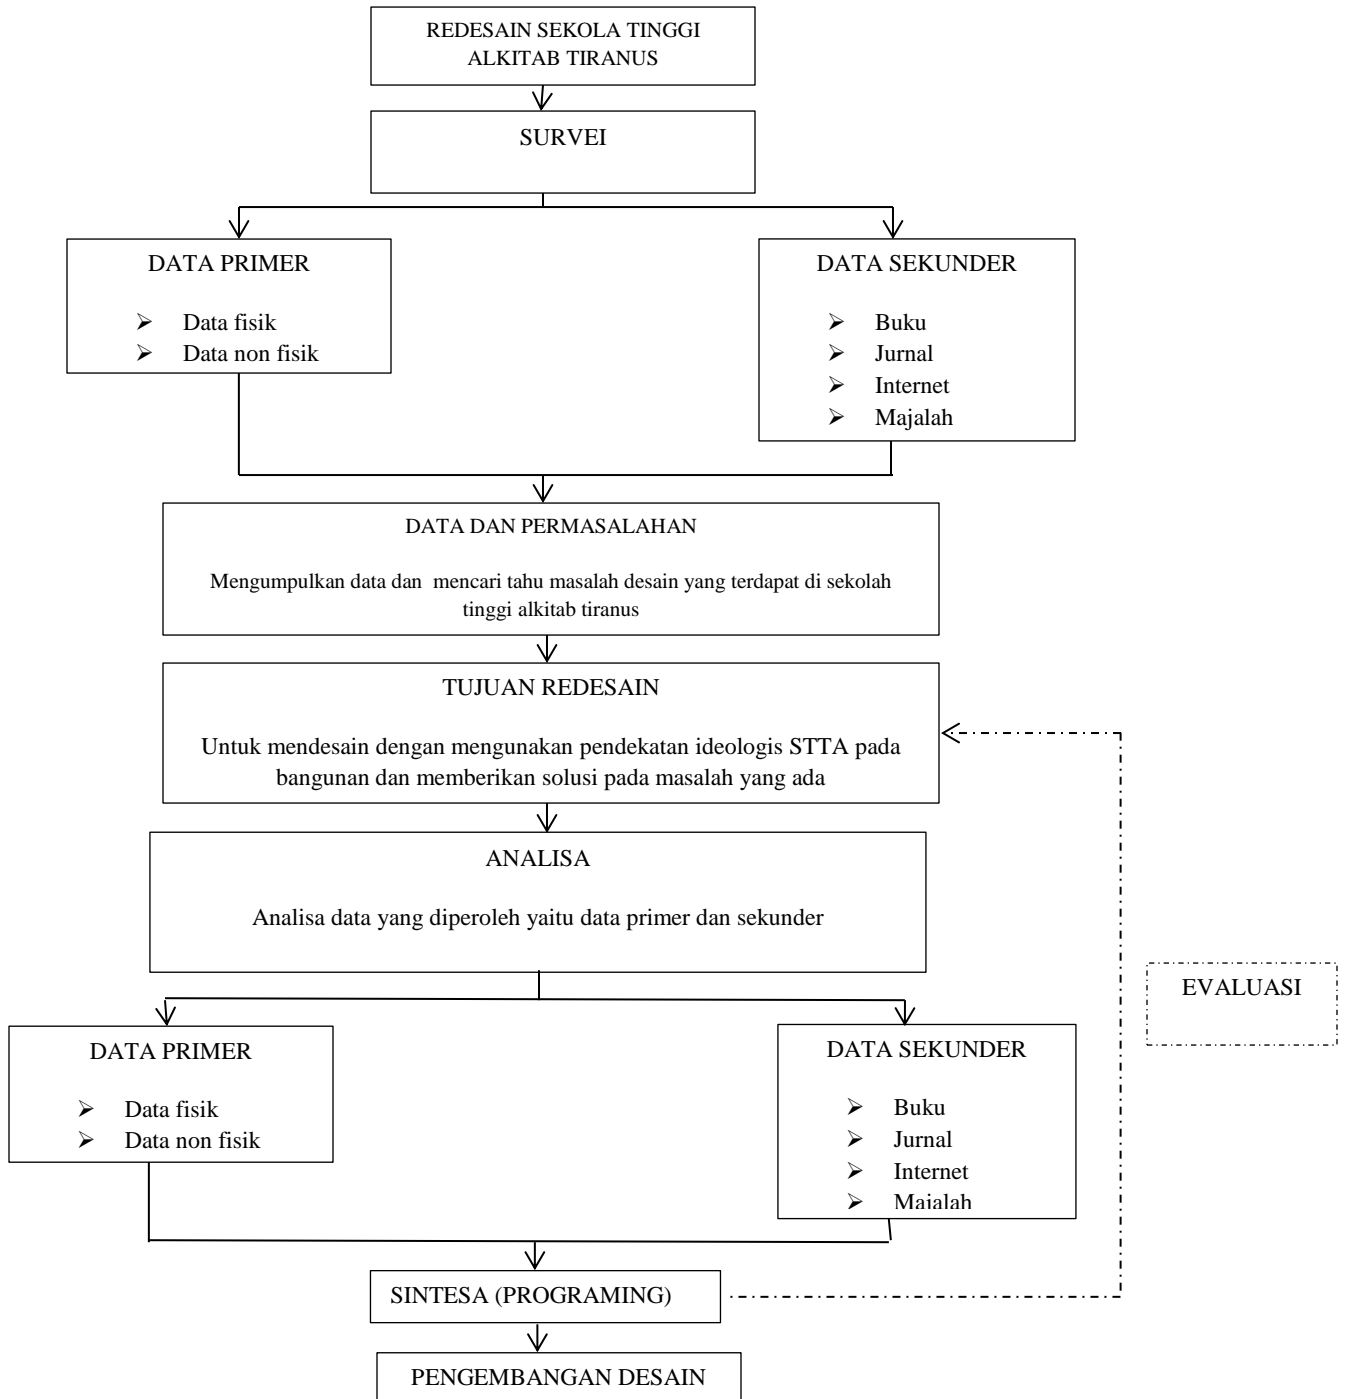 REDESAIN SEKOLA TINGGI
ALKITAB TIRANUS
SURVEI
DATA PRIMER
➢ Data fisik
➢ Data non fisik
DATA SEKUNDER
➢ Buku
➢ Jurnal
➢ Internet
➢ Majalah
DATA DAN PERMASALAHAN
Mengumpulkan data dan mencari tahu masalah desain yang terdapat di sekolah
tinggi alkitab tiranus
TUJUAN REDESAIN
Untuk mendesain dengan mengunakan pendekatan ideologis STTA pada
bangunan dan memberikan solusi pada masalah yang ada
ANALISA
Analisa data yang diperoleh yaitu data primer dan sekunder
EVALUASI
DATA PRIMER
➢ Data fisik
➢ Data non fisik
DATA SEKUNDER
➢ Buku
➢ Jurnal
➢ Internet
➢ Majalah
SINTESA (PROGRAMING)
PENGEMBANGAN DESAIN